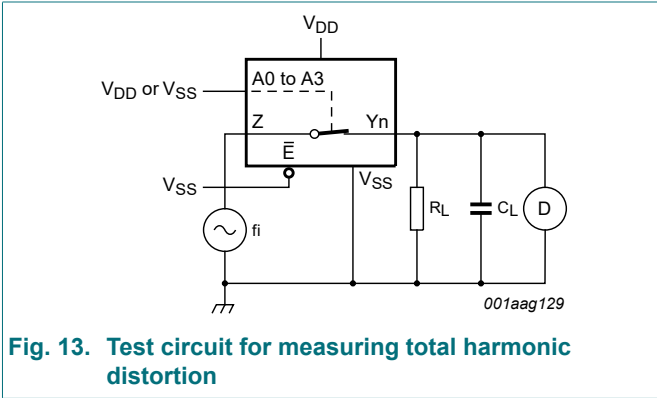 VDD
VDD or VSS
A0 to A3
Z
Yn
E̅
VSS
VSS
fi
RL
CL
D
001aag129
Fig. 13. Test circuit for measuring total harmonic
distortion